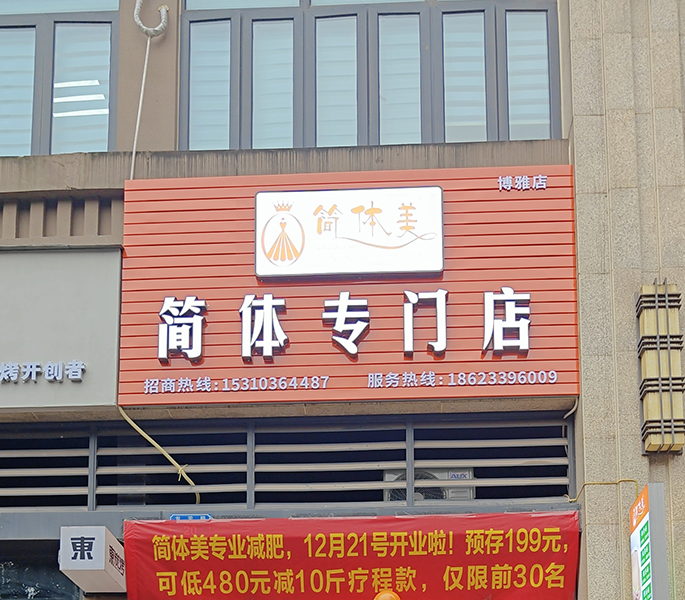 博雅店
简体美
简体专门店
招商热线:15310364487 服务热线:18623396009
烤开创者
東
简体美专业减肥，12月21号开业啦！预存199元，
可低480元减10斤疗程款，仅限前30名
AUX